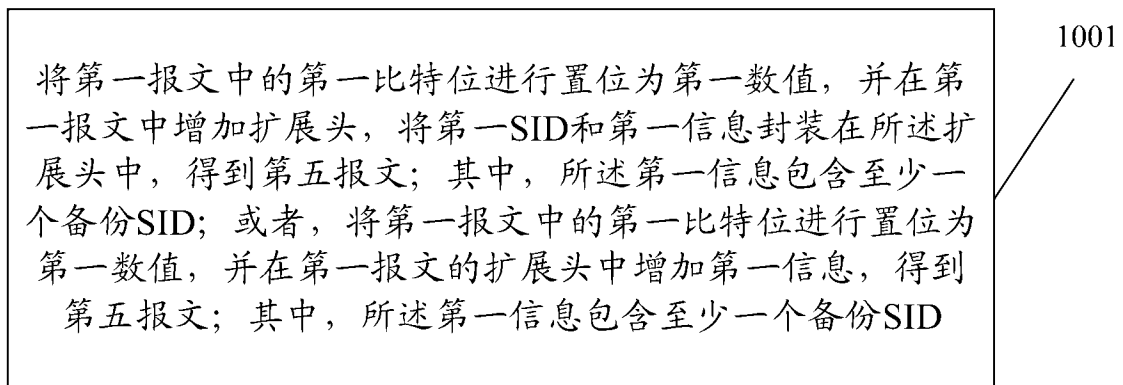 1001
将第一报文中的第一比特位进行置位为第一数值，并在第
一报文中增加扩展头，将第一SID和第一信息封装在所述扩
展头中，得到第五报文；其中，所述第一信息包含至少一
个备份SID；或者，将第一报文中的第一比特位进行置位为
第一数值，并在第一报文的扩展头中增加第一信息，得到
第五报文；其中，所述第一信息包含至少一个备份SID